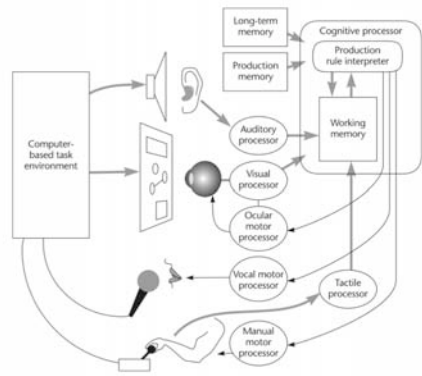 Long-term
memory
Cognitive processor
Production
memory
Production
rule interpreter
Computer-
based task
environment
Auditory
processor
Working
memory
Visual
processor
Ocular
motor
processor
Vocal motor
processor
Tactile
processor
Manual
motor
processor